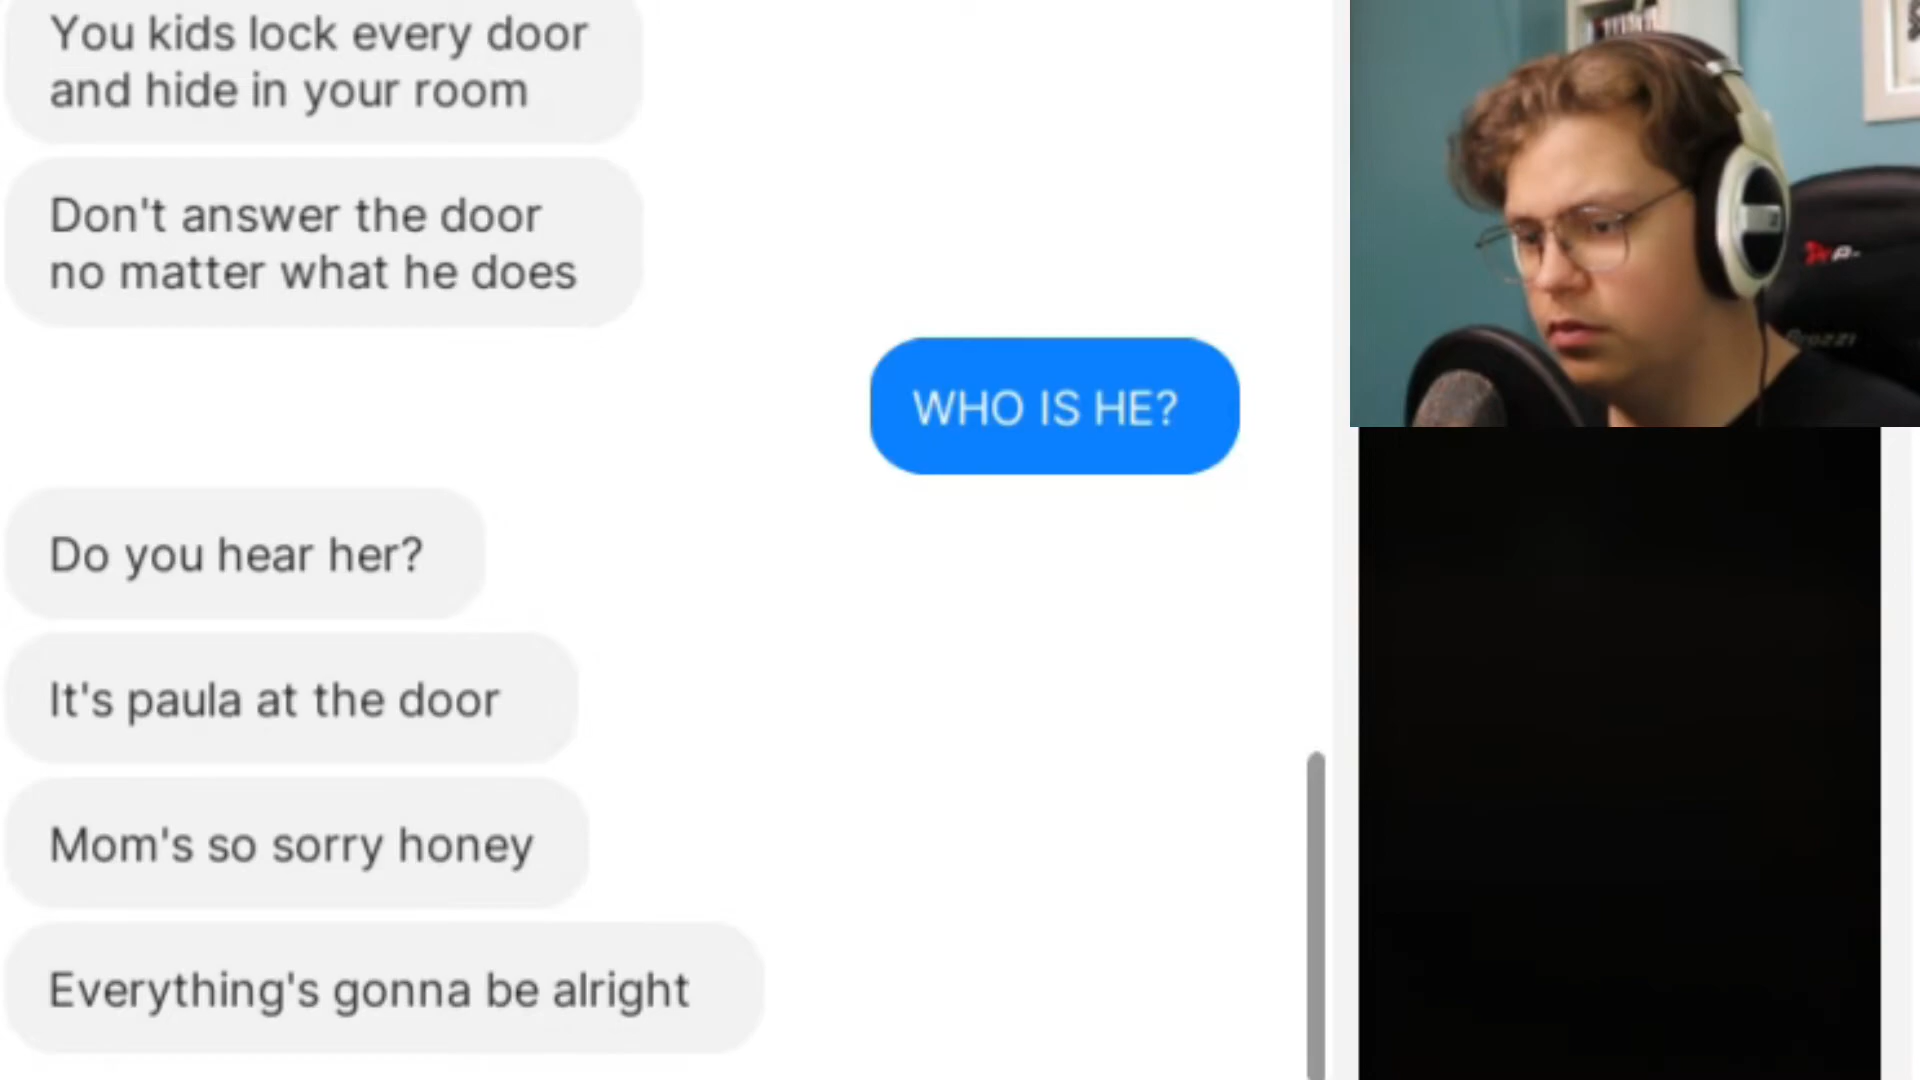 You kids lock every door
and hide in your room
Don't answer the door
no matter what he does
WHO IS HE?
Do you hear her?
It's paula at the door
Mom's so sorry honey
Everything's gonna be alright